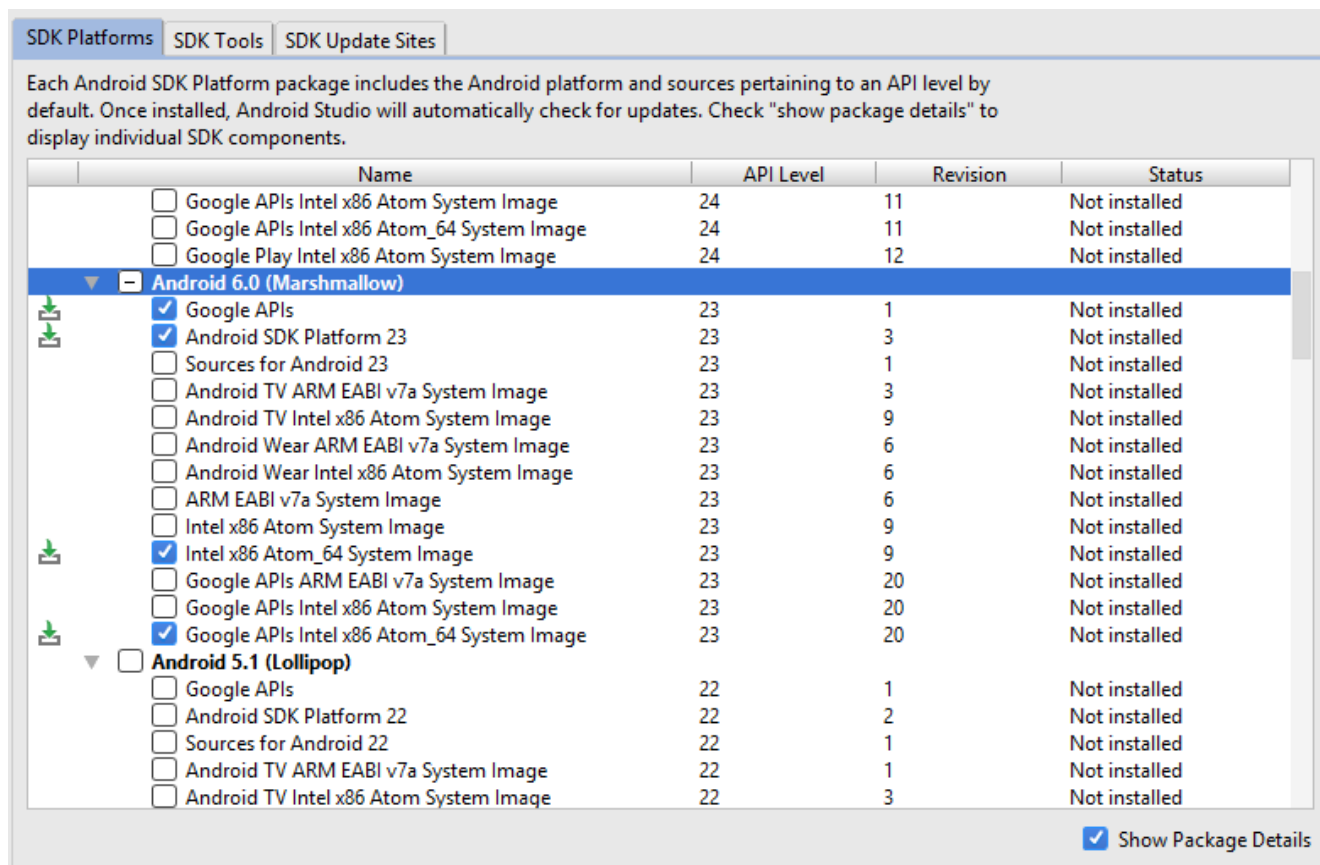 SDK Platforms SDK Tools SDK Update Sites
Each Android SDK Platform package includes the Android platform and sources pertaining to an API level by
default. Once installed, Android Studio will automatically check for updates. Check "show package details" to
display individual SDK components.
Name API Level Revision Status
Google APIs Intel x86 Atom System Image 24 11 Not installed
Google APIs Intel x86 Atom_64 System Image 24 11 Not installed
Google Play Intel x86 Atom System Image 24 12 Not installed
Android 6.0 (Marshmallow)
Google APIs 23 1 Not installed
Android SDK Platform 23 23 3 Not installed
Sources for Android 23 23 1 Not installed
Android TV ARM EABI v7a System Image 23 3 Not installed
Android TV Intel x86 Atom System Image 23 9 Not installed
Android Wear ARM EABI v7a System Image 23 6 Not installed
Android Wear Intel x86 Atom System Image 23 6 Not installed
ARM EABI v7a System Image 23 6 Not installed
Intel x86 Atom System Image 23 9 Not installed
Intel x86 Atom_64 System Image 23 9 Not installed
Google APIs ARM EABI v7a System Image 23 20 Not installed
Google APIs Intel x86 Atom System Image 23 20 Not installed
Google APIs Intel x86 Atom_64 System Image 23 20 Not installed
Android 5.1 (Lollipop)
Google APIs 22 1 Not installed
Android SDK Platform 22 22 2 Not installed
Sources for Android 22 22 1 Not installed
Android TV ARM EABI v7a System Image 22 1 Not installed
Android TV Intel x86 Atom System Image 22 3 Not installed
Show Package Details